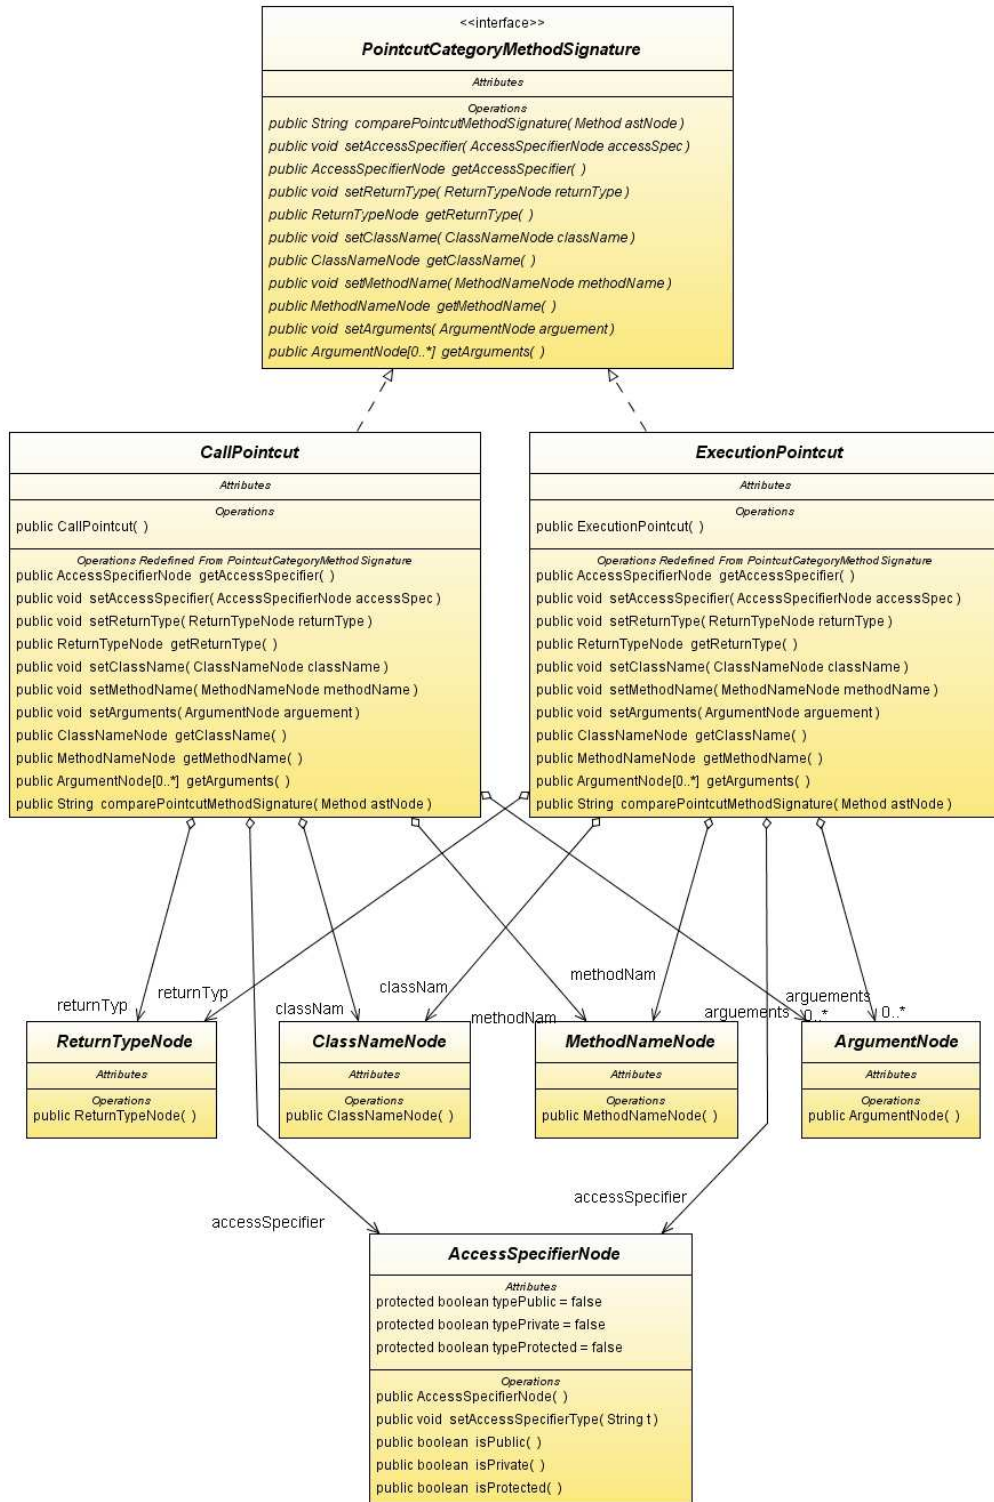 <<interface>>
PointcutCategoryMethodSignature
Attributes
Operations
public String comparePointcutMethodSignature( Method astNode )
public void setAccessSpecifier( AccessSpecifierNode accessSpec )
public AccessSpecifierNode getAccessSpecifier( )
public void setReturnType( ReturnTypeNode returnType )
public ReturnTypeNode getReturnType( )
public void setClassName( ClassNameNode className )
public ClassNameNode getClassName( )
public void setMethodName( MethodNameNode methodName )
public MethodNameNode getMethodName( )
public void setArguments( ArgumentNode arguement )
public ArgumentNode[0..*] getArguments( )
CallPointcut
Attributes
Operations
public CallPointcut( )
Operations Redefined From PointcutCategoryMethodSignature
public AccessSpecifierNode getAccessSpecifier( )
public void setAccessSpecifier( AccessSpecifierNode accessSpec )
public void setReturnType( ReturnTypeNode returnType )
public ReturnTypeNode getReturnType( )
public void setClassName( ClassNameNode className )
public void setMethodName( MethodNameNode methodName )
public void setArguments( ArgumentNode arguement )
public ClassNameNode getClassName( )
public MethodNameNode getMethodName( )
public ArgumentNode[0..*] getArguments( )
public String comparePointcutMethodSignature( Method astNode )
ExecutionPointcut
Attributes
Operations
public ExecutionPointcut( )
Operations Redefined From PointcutCategoryMethodSignature
public AccessSpecifierNode getAccessSpecifier( )
public void setAccessSpecifier( AccessSpecifierNode accessSpec )
public void setReturnType( ReturnTypeNode returnType )
public ReturnTypeNode getReturnType( )
public void setClassName( ClassNameNode className )
public void setMethodName( MethodNameNode methodName )
public void setArguments( ArgumentNode arguement )
public ClassNameNode getClassName( )
public MethodNameNode getMethodName( )
public ArgumentNode[0..*] getArguments( )
public String comparePointcutMethodSignature( Method astNode )
returnTyp
returnTyp
classNam
classNam
methodNam
methodNam
arguements
0..*
arguements
0..*
ReturnTypeNode
Attributes
Operations
public ReturnTypeNode( )
ClassNameNode
Attributes
Operations
public ClassNameNode( )
MethodNameNode
Attributes
Operations
public MethodNameNode( )
ArgumentNode
Attributes
Operations
public ArgumentNode( )
accessSpecifier
accessSpecifier
AccessSpecifierNode
Attributes
protected boolean typePublic = false
protected boolean typePrivate = false
protected boolean typeProtected = false
Operations
public AccessSpecifierNode( )
public void setAccessSpecifierType( String t )
public boolean isPublic( )
public boolean isPrivate( )
public boolean isProtected( )